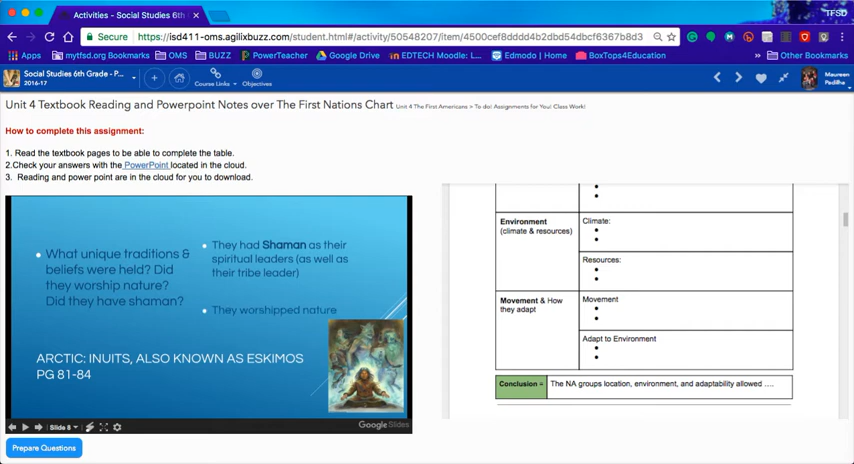 Activities - Social Studies 6th
TFSD
Secure
https://isd411-oms.agilixbuzz.com/student.html#/activity/50548207/item/4500cef8dddd4b2dbd54dbcf6367b8d3
Apps
mytfsd.org Bookmarks
OMS
BUZZ
PowerTeacher
Google Drive
EDTECH Moodle: L...
Edmodo | Home
BoxTops4Education
»
Other Bookmarks
Social Studies 6th Grade - P...
2016-17
Course Links
Objectives
Maureen
Padilha
Unit 4 Textbook Reading and Powerpoint Notes over The First Nations Chart Unit 4 The First Americans > To do! Assignments for You! Class Work!
How to complete this assignment:
1. Read the textbook pages to be able to complete the table.
2.Check your answers with the PowerPoint located in the cloud.
3. Reading and power point are in the cloud for you to download.
• What unique traditions &
beliefs were held? Did
they worship nature?
Did they have shaman?
• They had Shaman as their
spiritual leaders (as well as
their tribe leader)
• They worshipped nature
ARCTIC: INUITS, ALSO KNOWN AS ESKIMOS
PG 81-84
Slide 8
Google Slides
Prepare Questions
Environment
(climate & resources)
Climate:
Resources:
Movement & How
they adapt
Movement
Adapt to Environment
Conclusion =
The NA groups location, environment, and adaptability allowed ....